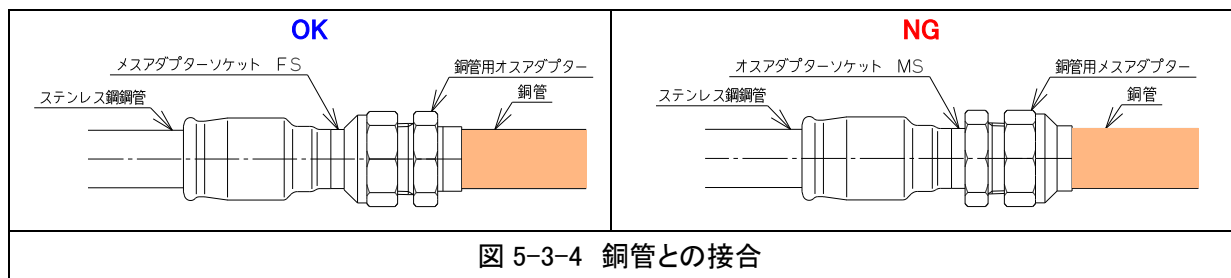 OK
メスアダプターソケット FS
銅管用オスアダプター
ステンレス鋼鋼管
銅管
NG
オスアダプターソケット MS
銅管用メスアダプター
ステンレス鋼鋼管
銅管
図 5-3-4 銅管との接合